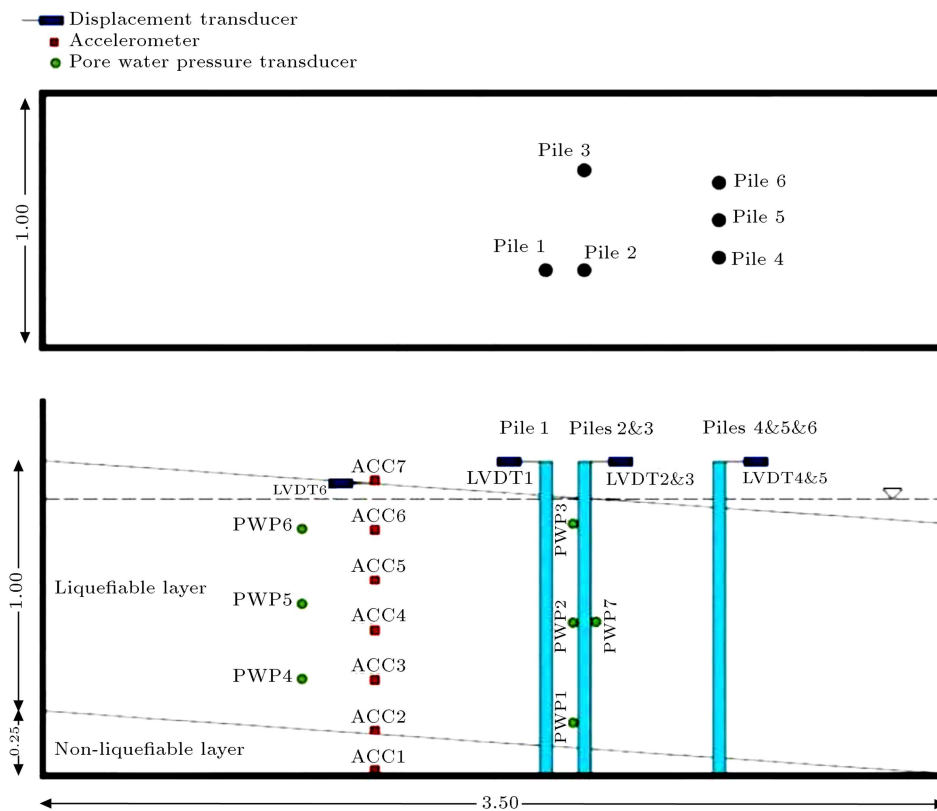 Displacement transducer
Accelerometer
Pore water pressure transducer
1.00
Pile 3
Pile 6
Pile 5
Pile 1
Pile 2
Pile 4
Pile 1
Piles 2&3
Piles 4&5&6
ACC7
LVDT1
LVDT2&3
LVDT4&5
LVDT6
PWP6
ACC6
PWP3
ACC5
Liquefiable layer
PWP5
1.00
ACC4
PWP2
PWP7
ACC3
PWP4
ACC2
PWP1
0.25
Non-liquefiable layer
ACC1
3.50